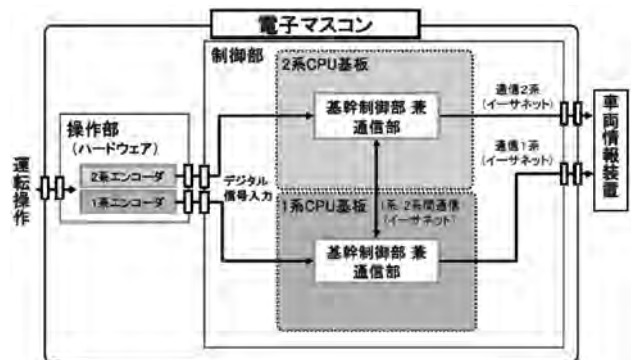 電子マスコン
制御部
2系CPU基板
基幹制御部 兼
通信部
通信2系
(イーサネット)
操作部
(ハードウェア)
運転操作
2系エンコーダ
1系エンコーダ
デジタル
信号入力
1系CPU基板
1系-2系間通信
(イーサネット)
基幹制御部 兼
通信部
通信1系
(イーサネット)
車両情報装置